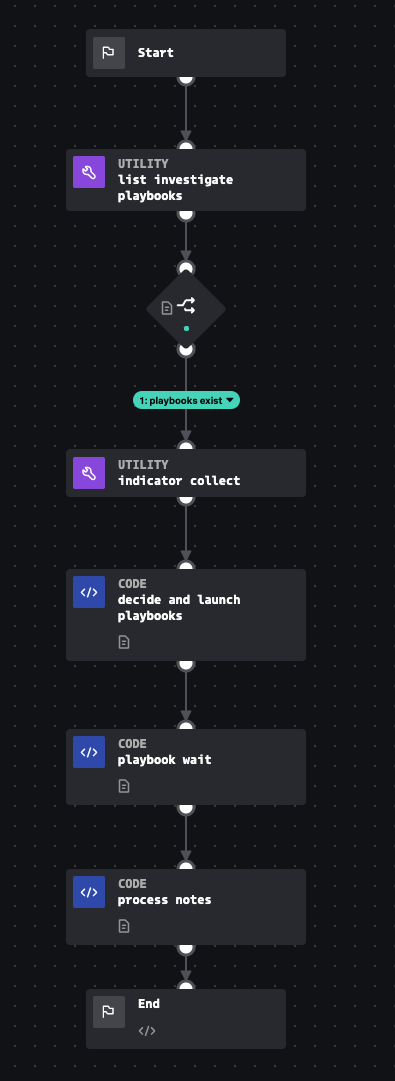 Start
UTILITY
list investigate
playbooks
1: playbooks exist
UTILITY
indicator collect
</>
CODE
decide and launch
playbooks
</>
CODE
playbook wait
</>
CODE
process notes
End
</>